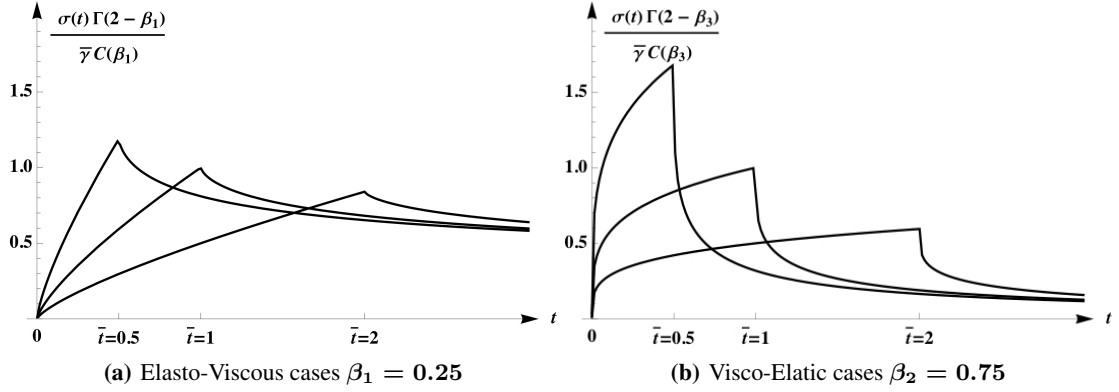 σ(t) Γ(2 − β₁)
γ̅ C(β₁)
1.5
1.0
0.5
0
t̅=0.5
t̅=1
t̅=2
t
(a) Elasto-Viscous cases β₁ = 0.25
σ(t) Γ(2 − β₃)
γ̅ C(β₃)
1.5
1.0
0.5
0
t̅=0.5
t̅=1
t̅=2
t
(b) Visco-Elatic cases β₂ = 0.75